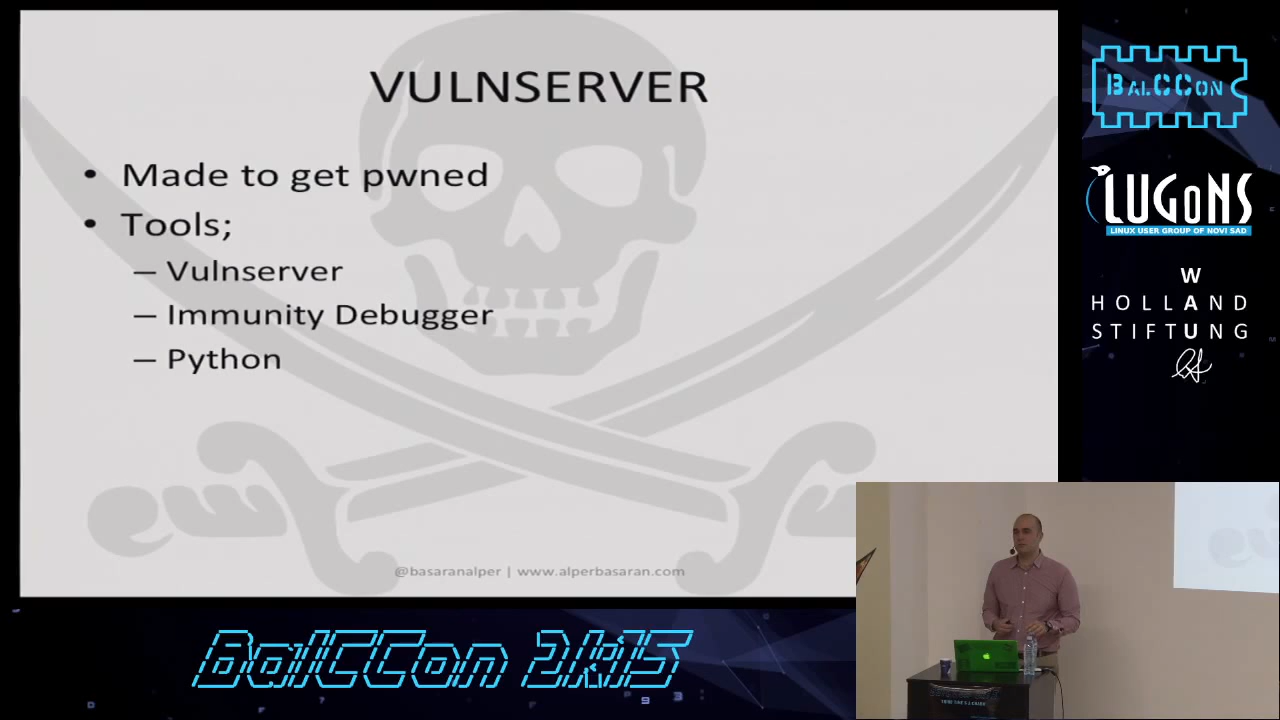 VULNSERVER
• Made to get pwned
• Tools;
– Vulnserver
– Immunity Debugger
– Python
@basaranalper | www.alperbasaran.com
BALCCON
LUGONS
LINUX USER GROUP OF NOVI SAD
W
HOLLAND
STIFTUNG
BalCCon 2k15